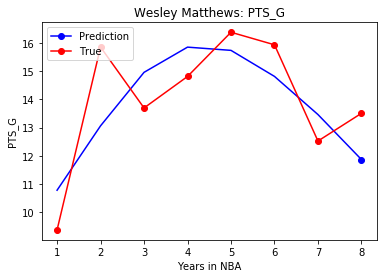 Wesley Matthews: PTS_G
Prediction
True
16
15
14
13
12
11
10
PTS_G
1 2 3 4 5 6 7 8
Years in NBA